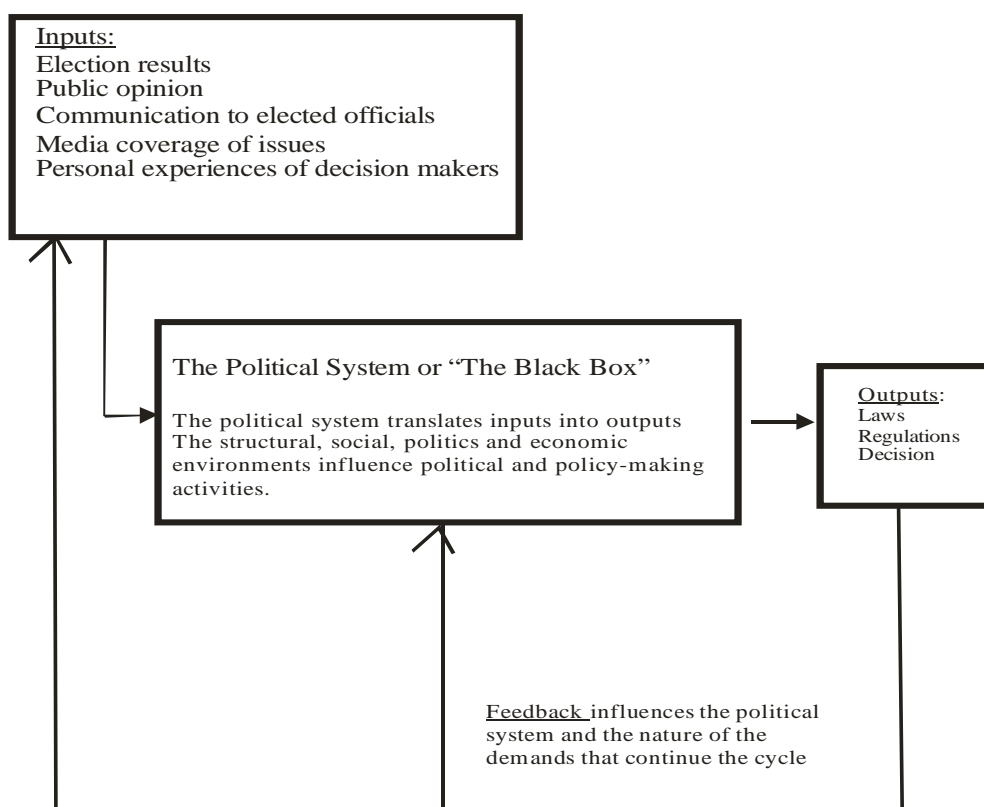 Inputs:
Election results
Public opinion
Communication to elected officials
Media coverage of issues
Personal experiences of decision makers
The Political System or “The Black Box”
The political system translates inputs into outputs
The structural, social, politics and economic
environments influence political and policy-making
activities.
Outputs:
Laws
Regulations
Decision
Feedback influences the political
system and the nature of the
demands that continue the cycle